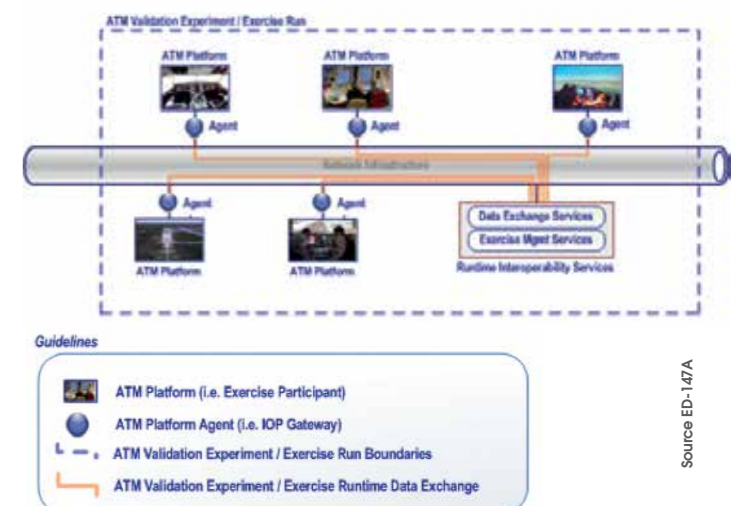 ATM Validation Experiment / Exercise Run
ATM Platform
ATM Platform
ATM Platform
Agent
Agent
Agent
Network Infrastructure
Agent
Agent
Data Exchange Services
Exercise Mgmt Services
ATM Platform
ATM Platform
Runtime Interoperability Services
Guidelines
ATM Platform (i.e. Exercise Participant)
ATM Platform Agent (i.e. IOP Gateway)
ATM Validation Experiment / Exercise Run Boundaries
ATM Validation Experiment / Exercise Runtime Data Exchange
Source ED-147A